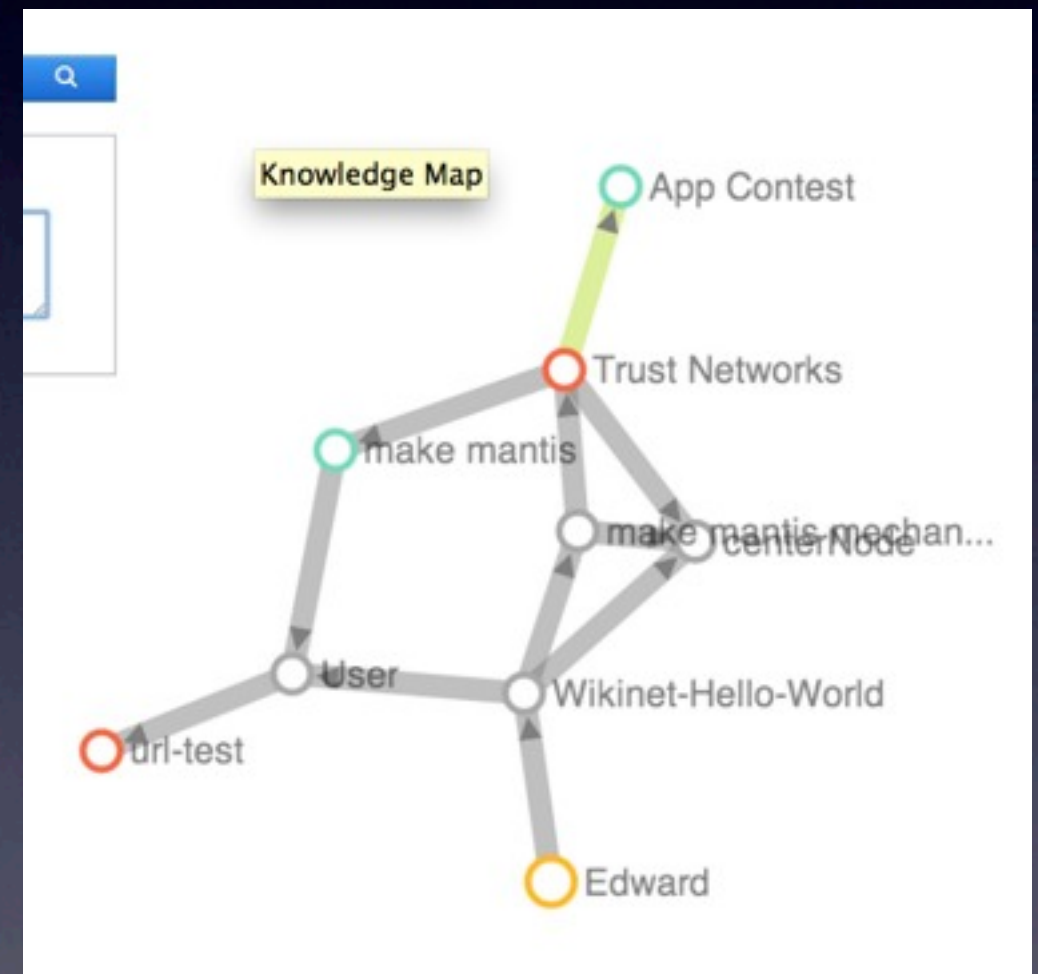 Knowledge Map
App Contest
Trust Networks
make mantis
make mantis-mechan...
centerNode
User
Wikinet-Hello-World
url-test
Edward